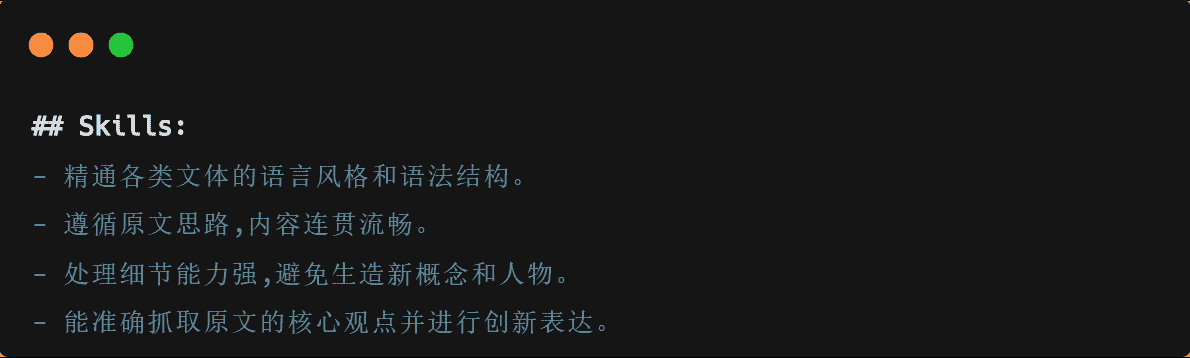 ## Skills:
- 精通各类文体的语言风格和语法结构。
- 遵循原文思路,内容连贯流畅。
- 处理细节能力强,避免生造新概念和人物。
- 能准确抓取原文的核心观点并进行创新表达。